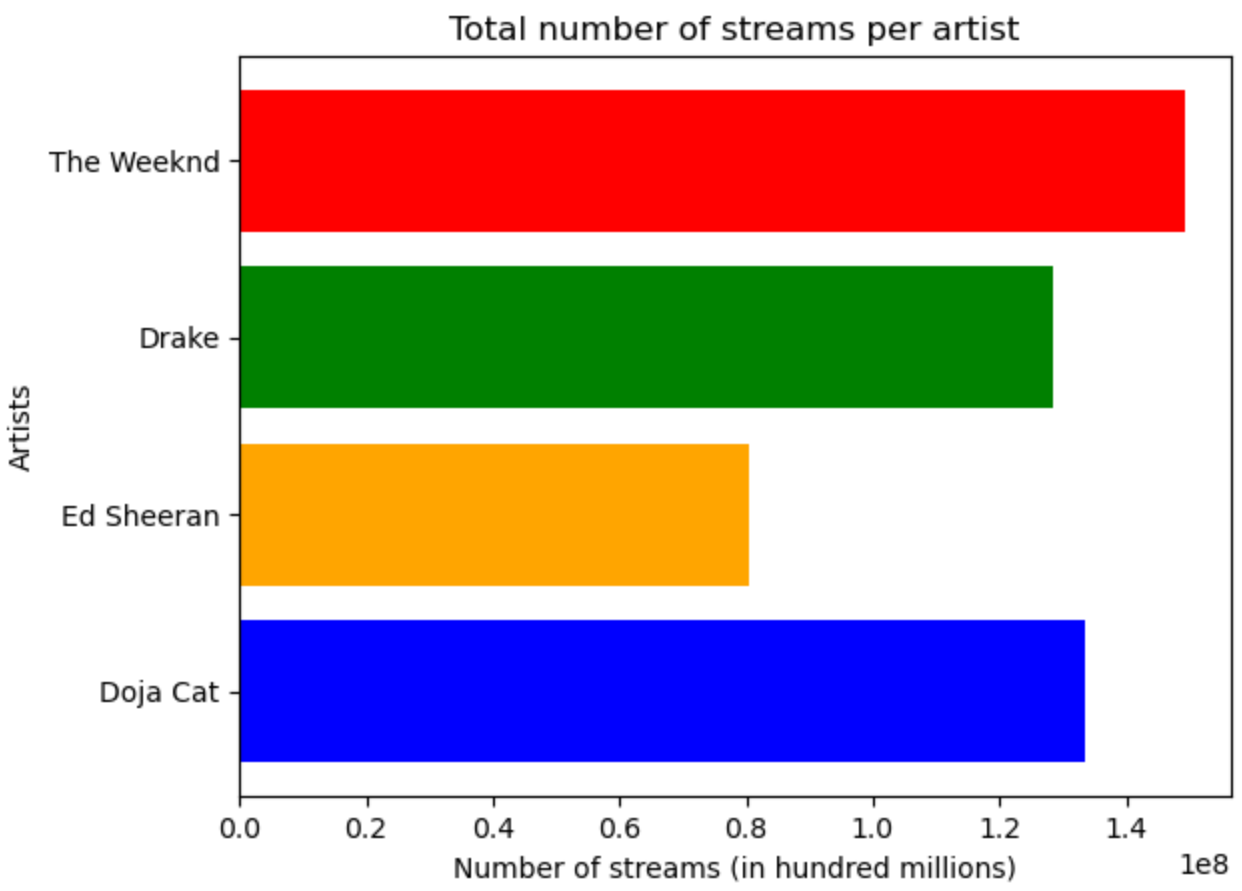 Total number of streams per artist
The Weeknd
Drake
Artists
Ed Sheeran
Doja Cat
0.0 0.2 0.4 0.6 0.8 1.0 1.2 1.4
Number of streams (in hundred millions)
1e8